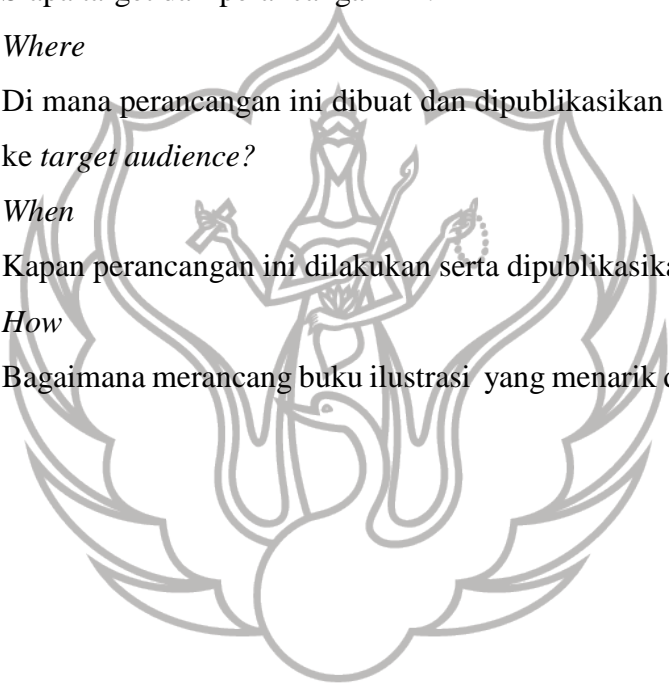 Where
Di mana perancangan ini dibuat dan dipublikasikan
ke target audience?
When
Kapan perancangan ini dilakukan serta
How
Bagaimana merancang buku ilustrasi yang menarik